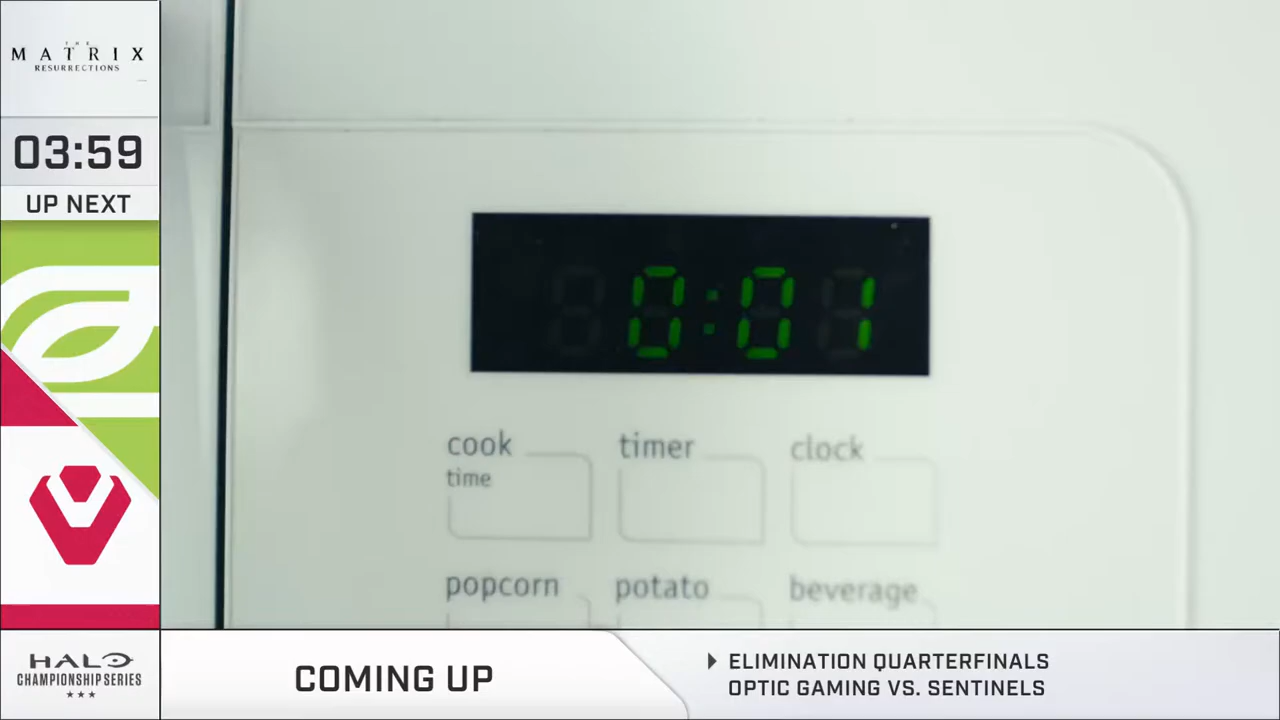 THE
MATRIX
RESURRECTIONS
03:59
UP NEXT
0:01
cook
time
timer
clock
popcorn
potato
beverage
HALO
CHAMPIONSHIP SERIES
COMING UP
ELIMINATION QUARTERFINALS
OPTIC GAMING VS. SENTINELS